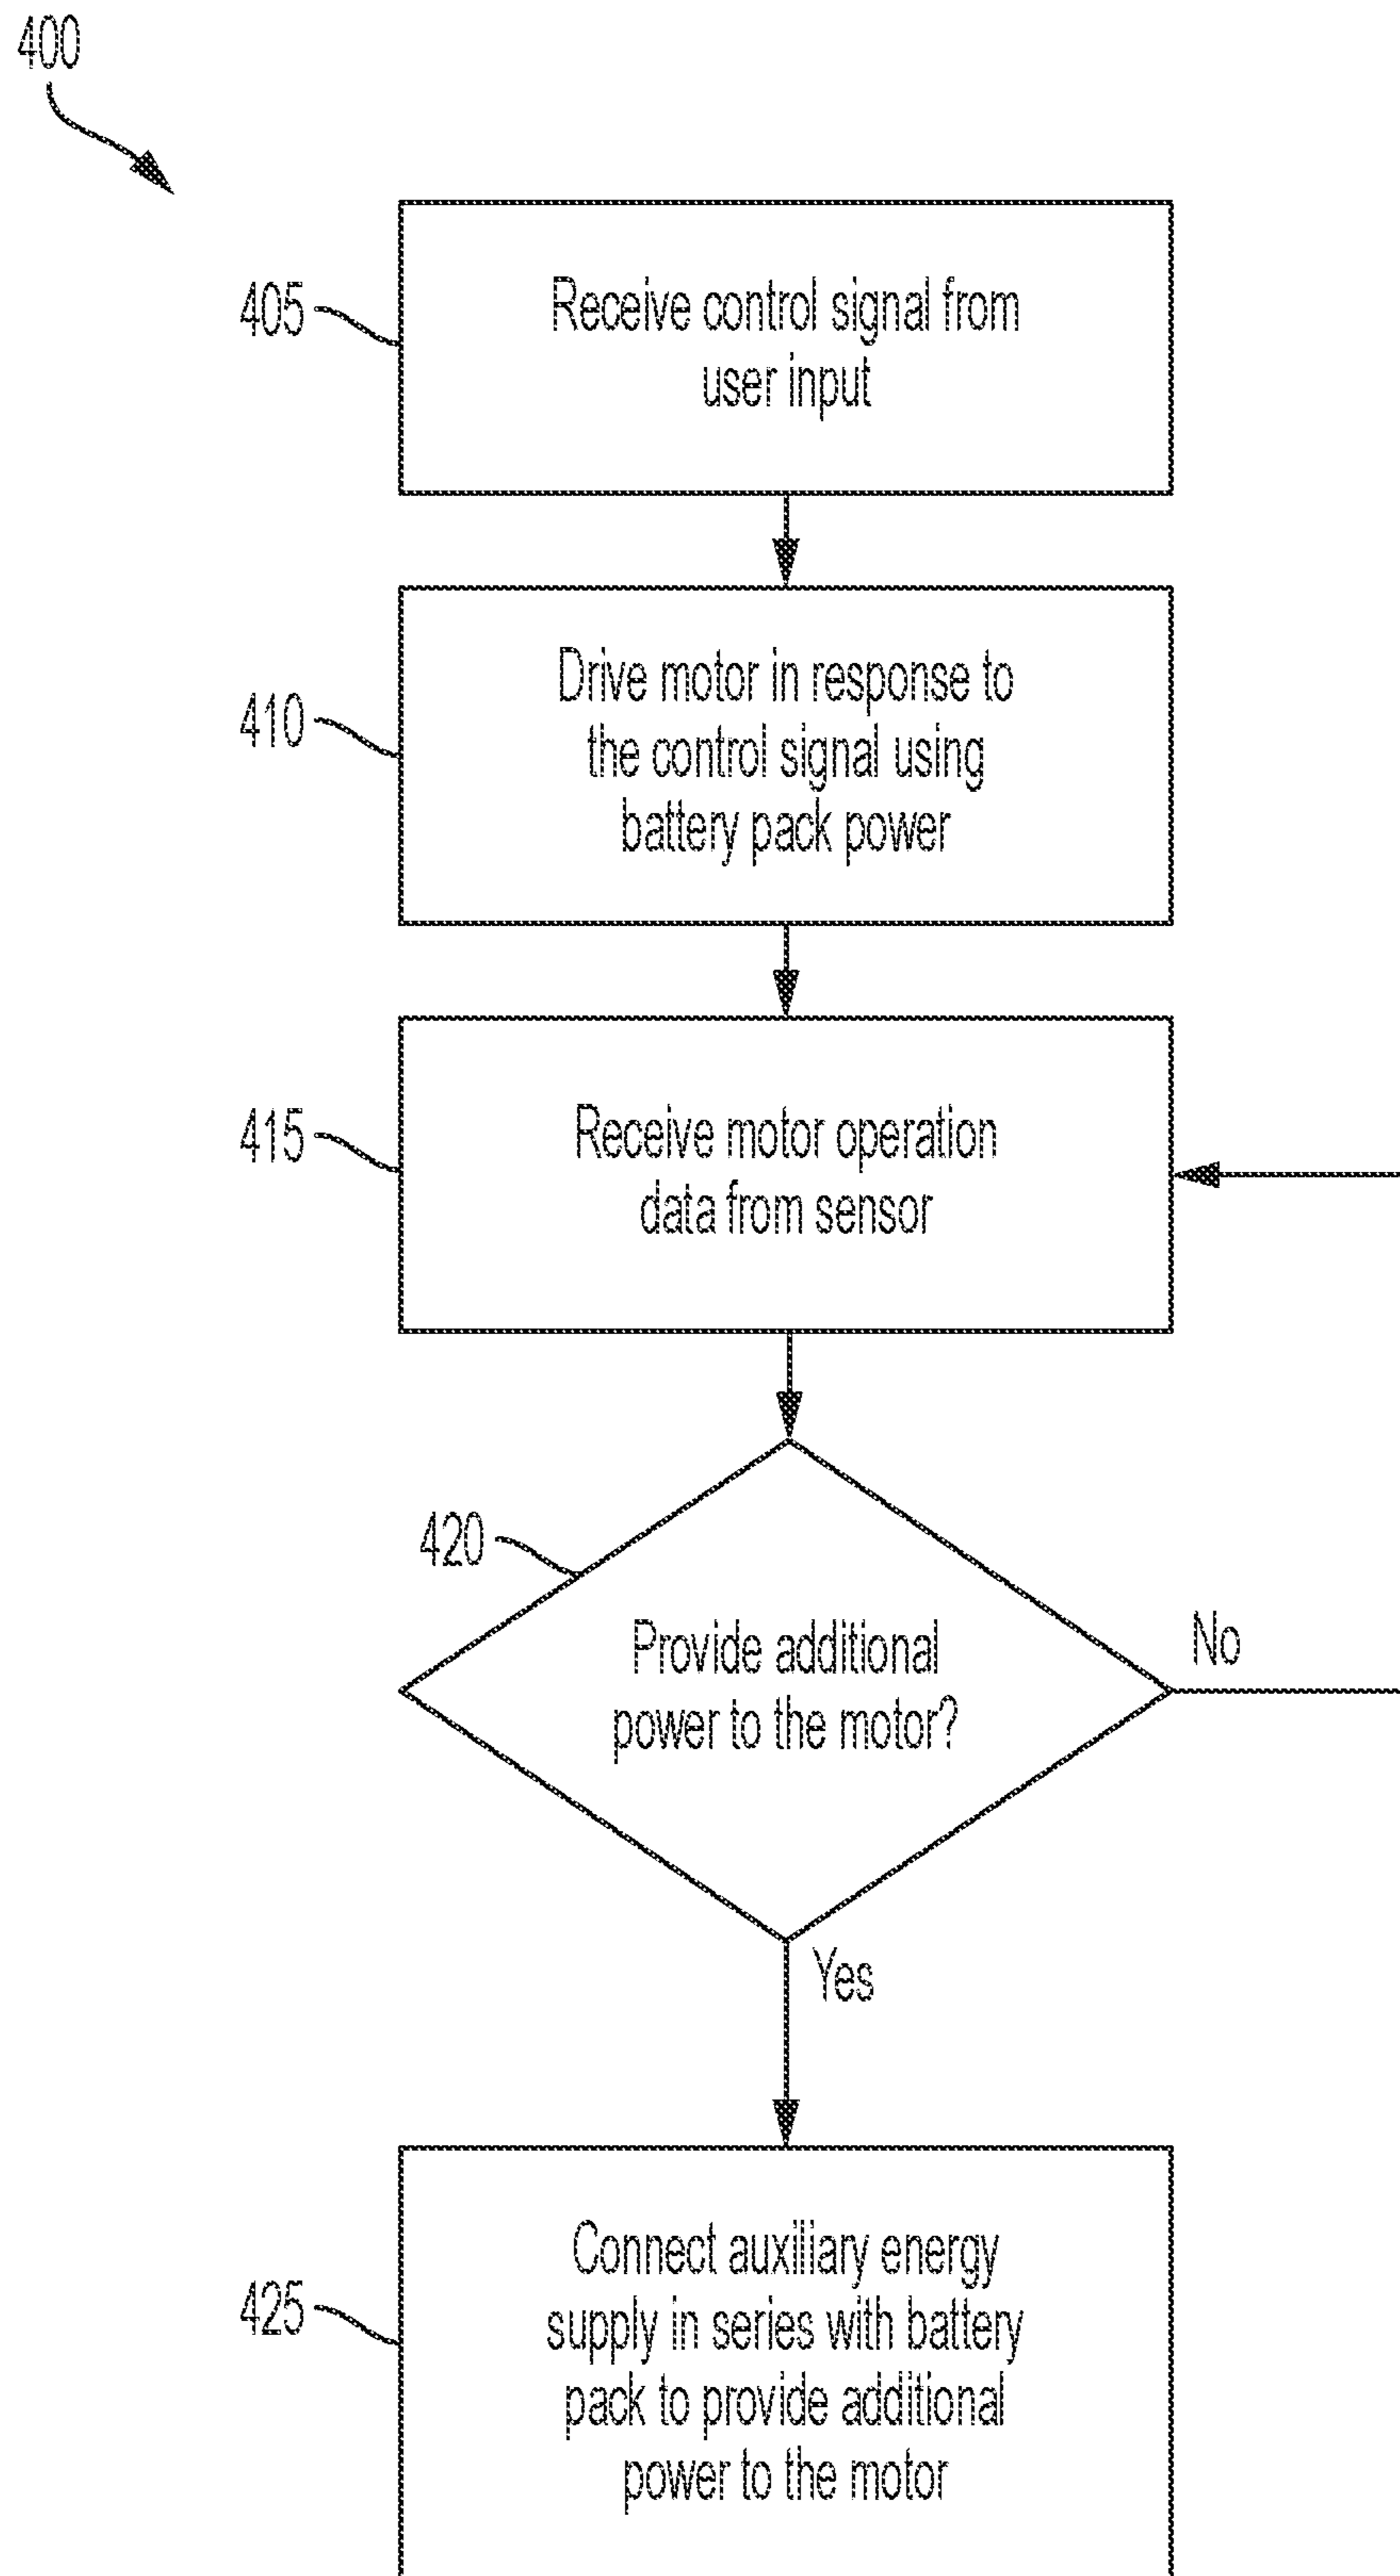 400
405
Receive control signal from
user input
410
Drive motor in response to
the control signal using
battery pack power
415
Receive motor operation
data from sensor
420
Provide additional
power to the motor?
No
Yes
425
Connect auxiliary energy
supply in series with battery
pack to provide additional
power to the motor